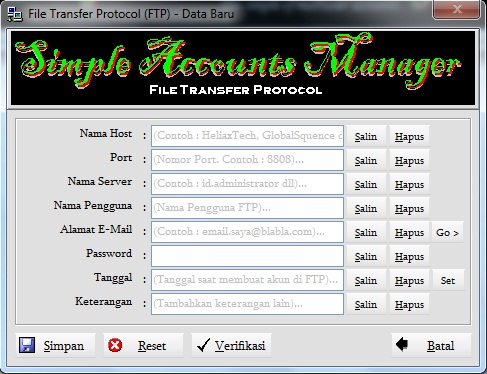 File Transfer Protocol (FTP) - Data Baru
Simple Accounts Manager
FILE TRANSFER PROTOCOL
Nama Host : (Contoh : HeliaxTech, GlobalSquence d Salin Hapus
Port : (Nomor Port. Contoh : 8808)... Salin Hapus
Nama Server : (Contoh : id.administrator dll)... Salin Hapus
Nama Pengguna : (Nama Pengguna FTP)... Salin Hapus
Alamat E-Mail : (Contoh : email.saya@blabla.com)... Salin Hapus Go >
Password : Salin Hapus
Tanggal : (Tanggal saat membuat akun di FTP)... Salin Hapus Set
Keterangan : (Tambahkan keterangan lain)... Salin Hapus
Simpan Reset Verifikasi Batal